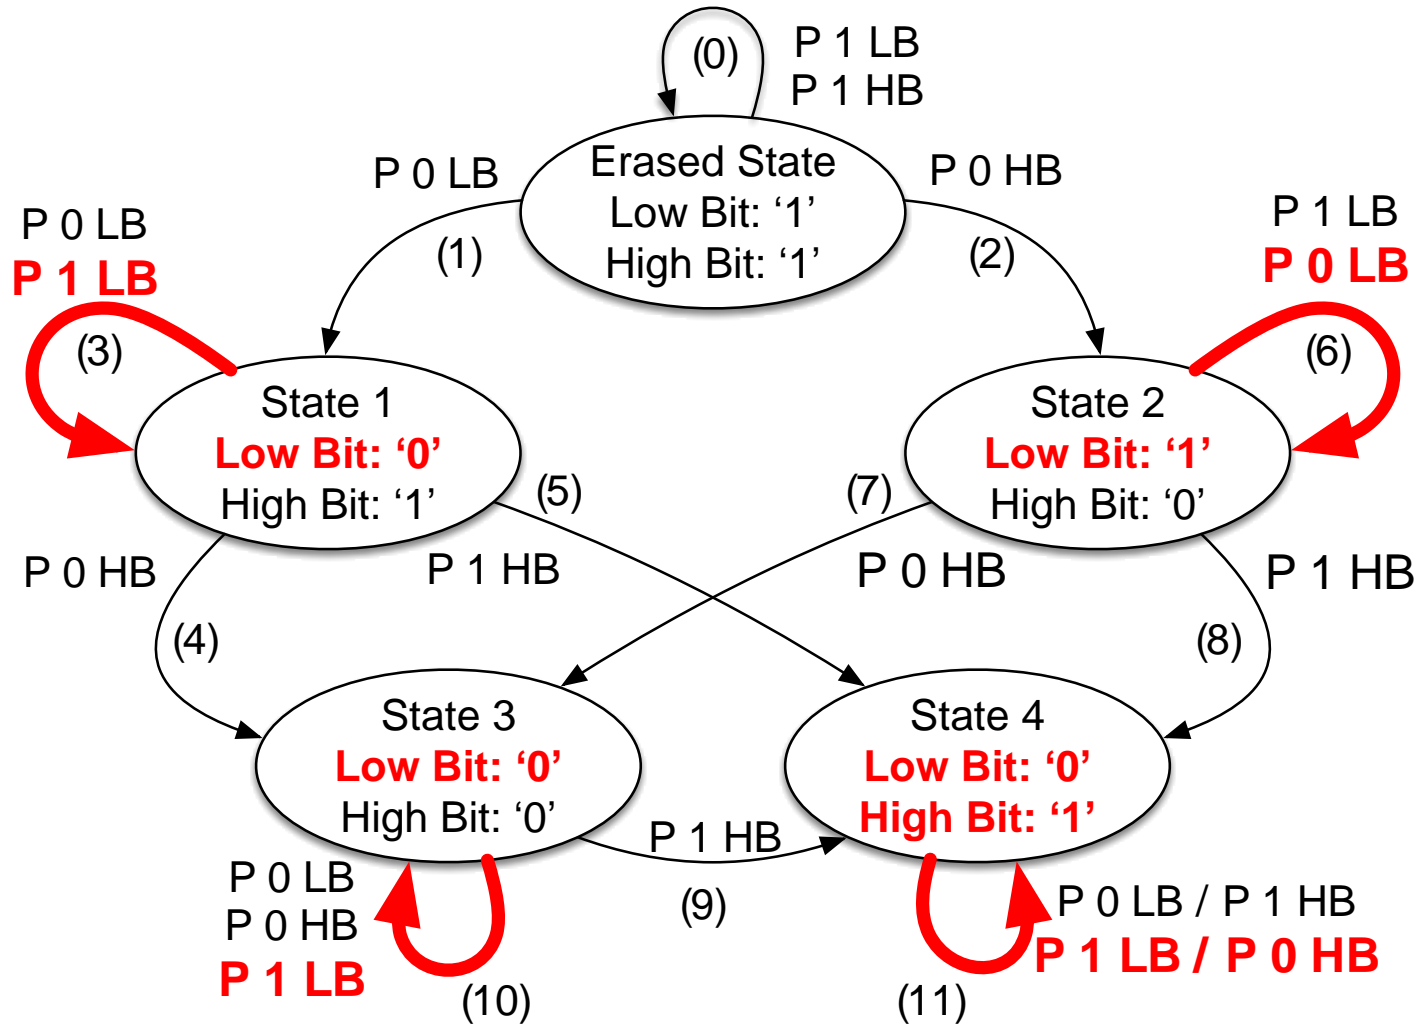 (0)
P 1 LB
P 1 HB
Erased State
Low Bit: ‘1’
High Bit: ‘1’
P 0 LB
(1)
P 0 HB
(2)
P 0 LB
P 1 LB
(3)
P 1 LB
P 0 LB
(6)
State 1
Low Bit: ‘0’
High Bit: ‘1’
State 2
Low Bit: ‘1’
High Bit: ‘0’
(5)
(7)
P 0 HB
P 1 HB
P 0 HB
P 1 HB
(4)
(8)
State 3
Low Bit: ‘0’
High Bit: ‘0’
State 4
Low Bit: ‘0’
High Bit: ‘1’
P 1 HB
(9)
P 0 LB
P 0 HB
P 1 LB
(10)
P 0 LB / P 1 HB
P 1 LB / P 0 HB
(11)